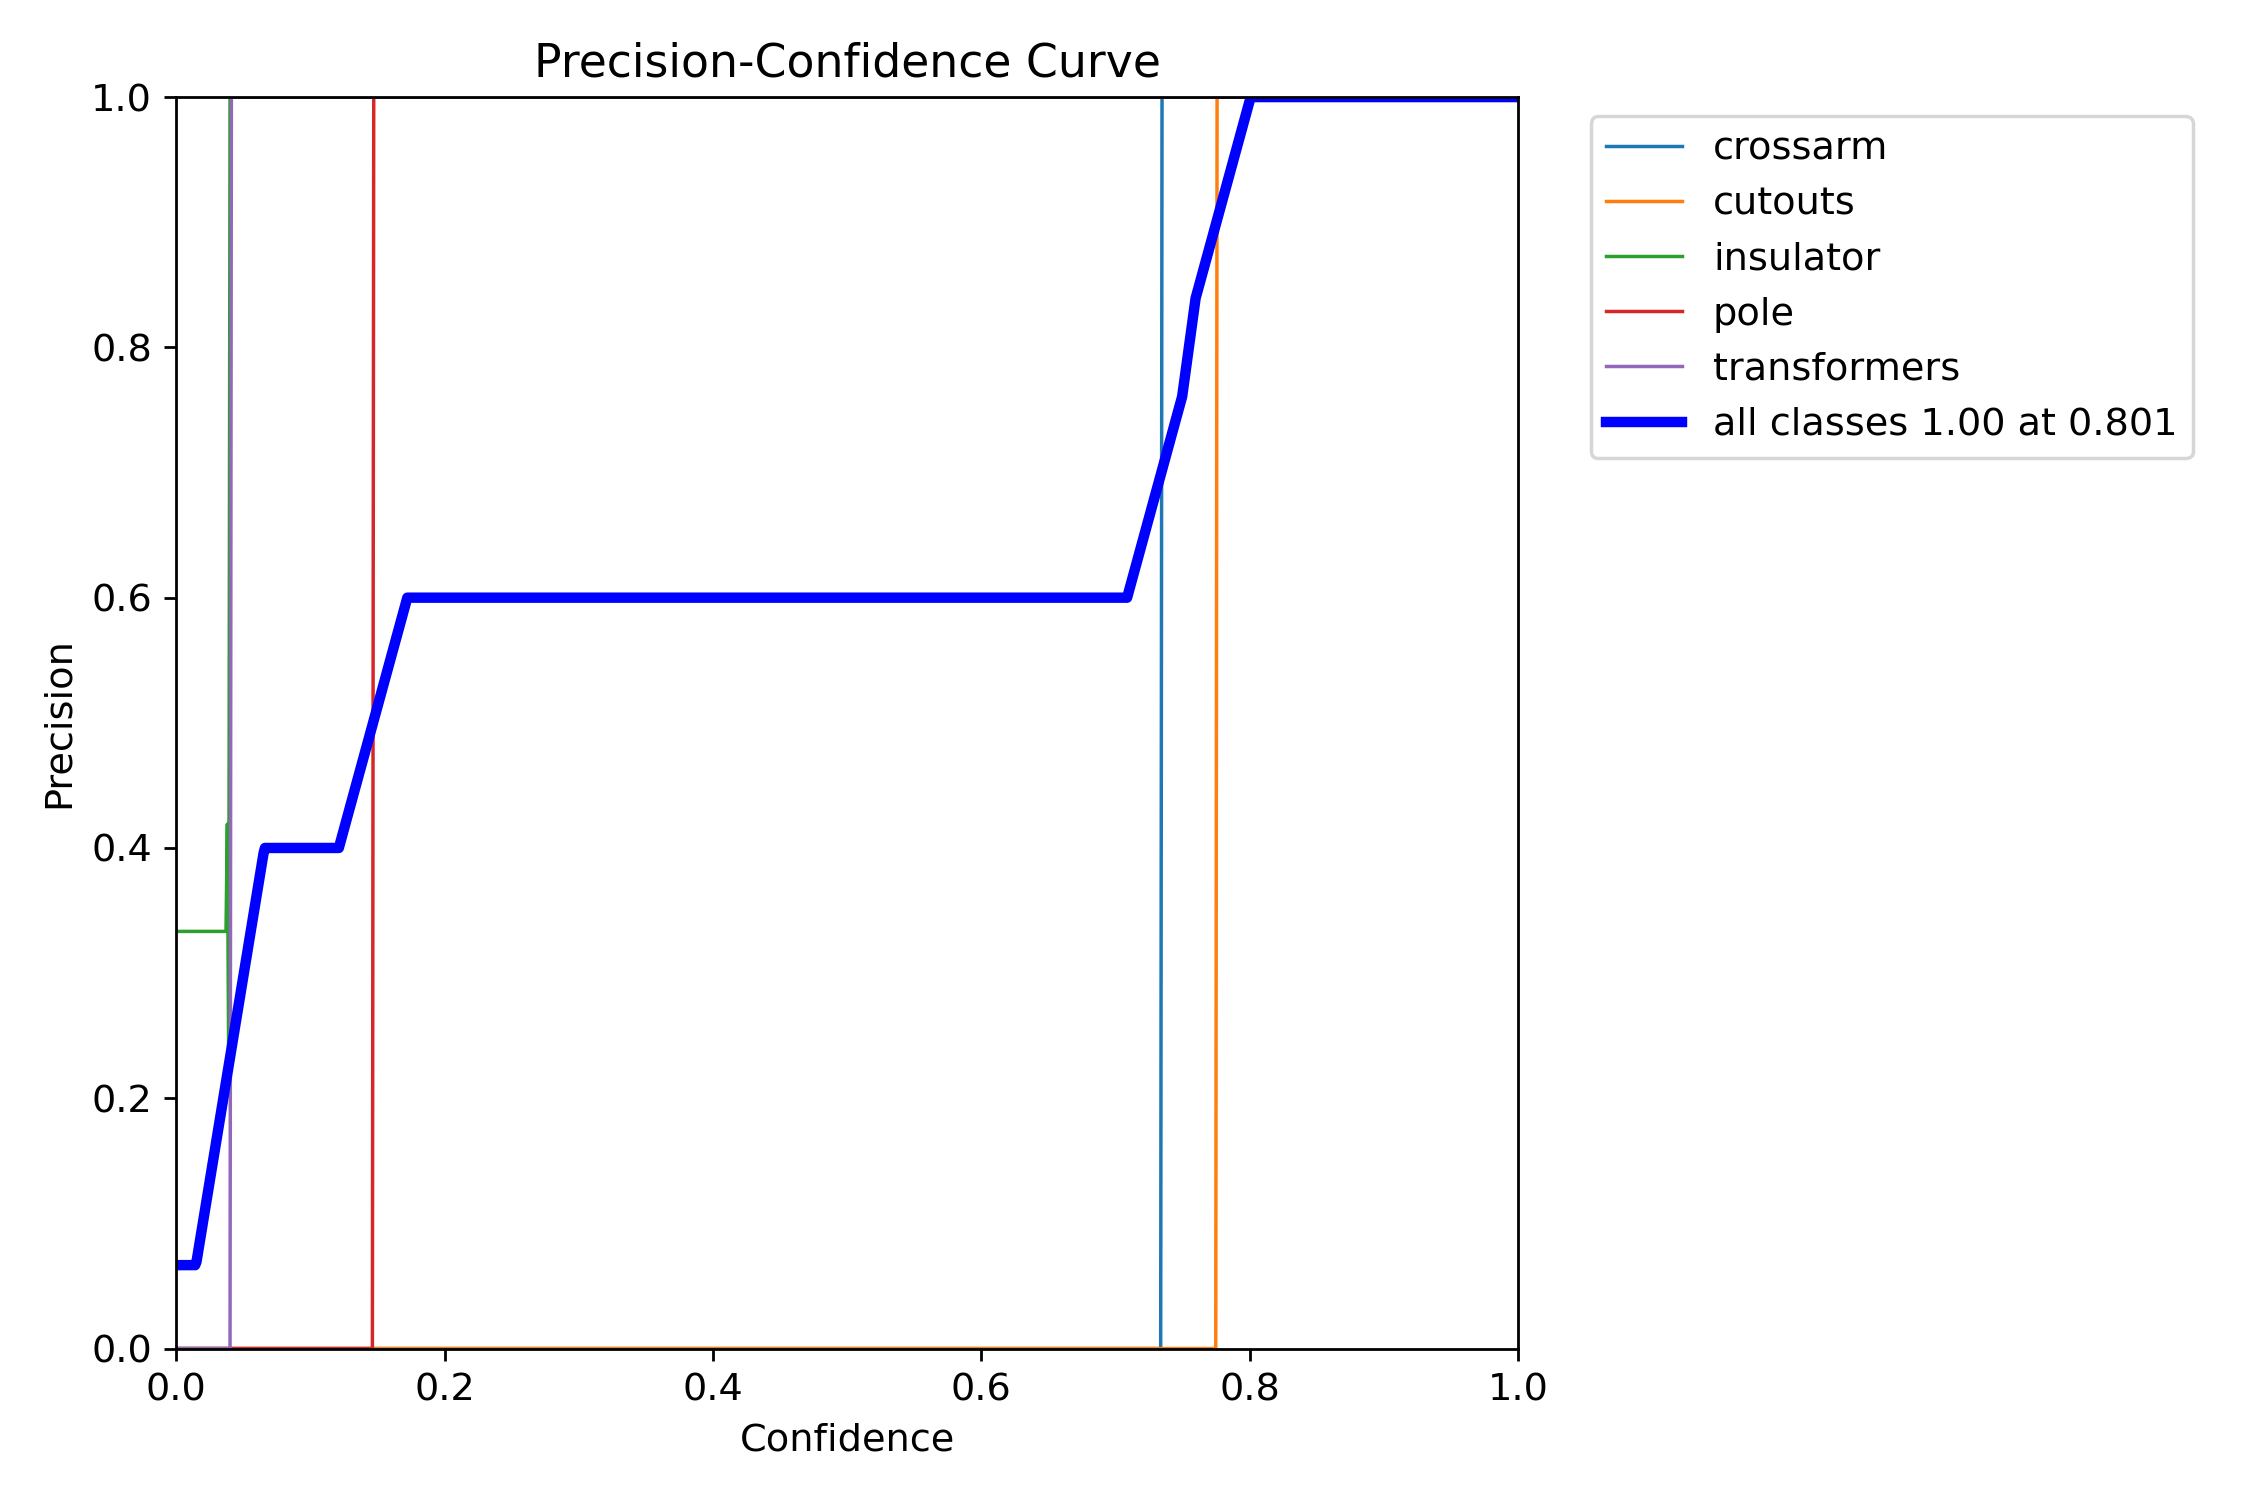 Precision-Confidence Curve
1.0
0.8
0.6
0.4
0.2
0.0
Precision
0.0 0.2 0.4 0.6 0.8 1.0
Confidence
crossarm
cutouts
insulator
pole
transformers
all classes 1.00 at 0.801